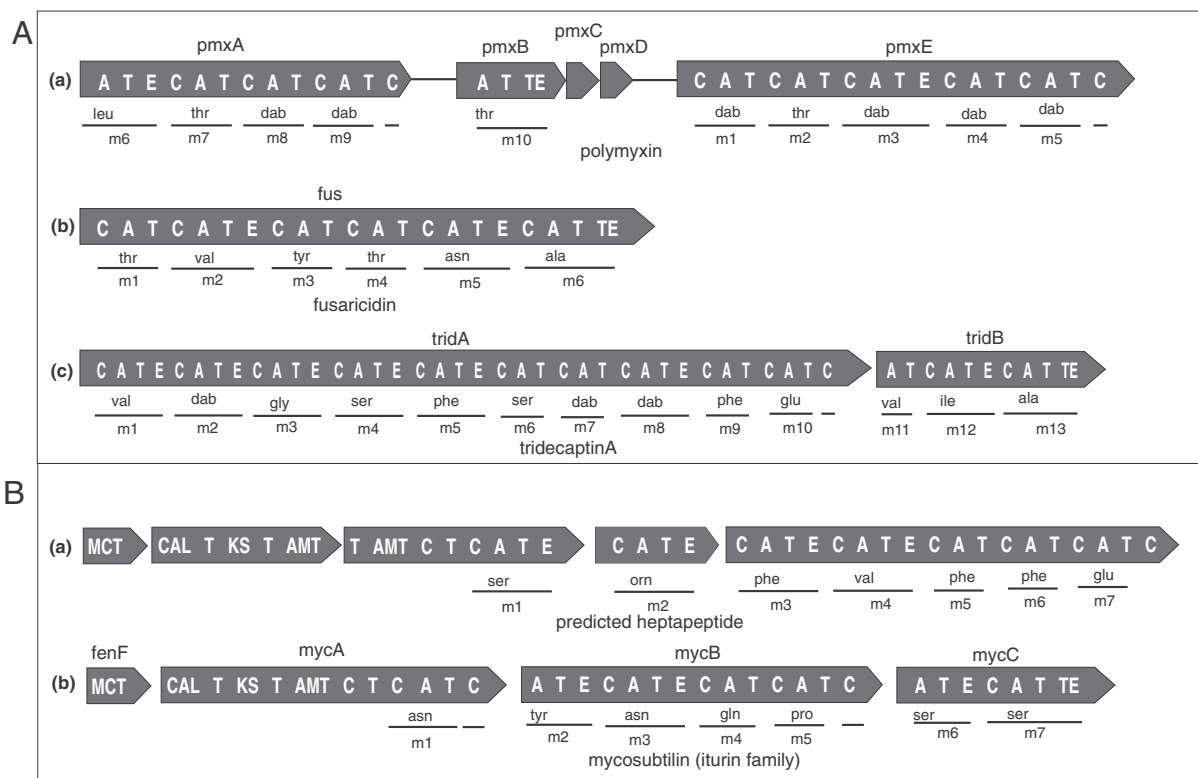 A
pmxA pmxB pmxC pmxD pmxE
(a) A T E C A T C A T C A T C A T TE C A T C A T C A T E C A T C A T C
leu thr dab dab thr dab thr dab dab dab
m6 m7 m8 m9 m10 m1 m2 m3 m4 m5
polymyxin
fus
(b) C A T C A T E C A T C A T C A T E C A T TE
thr val tyr thr asn ala
m1 m2 m3 m4 m5 m6
fusaricidin
tridA tridB
(c) C A T E C A T E C A T E C A T E C A T E C A T C A T C A T E C A T C A T C A T C A T E C A T TE
val dab gly ser phe ser dab dab phe glu val ile ala
m1 m2 m3 m4 m5 m6 m7 m8 m9 m10 m11 m12 m13
tridecaptinA
B
(a) MCT CAL T KS T AMT T AMT C T C A T E C A T E C A T E C A T E C A T C A T C A T C
ser orn phe val phe phe glu
m1 m2 m3 m4 m5 m6 m7
predicted heptapeptide
fenF mycA mycB mycC
(b) MCT CAL T KS T AMT C T C A T C A T E C A T E C A T C A T C A T E C A T TE
asn tyr asn gln pro ser ser
m1 m2 m3 m4 m5 m6 m7
mycosubtilin (iturin family)